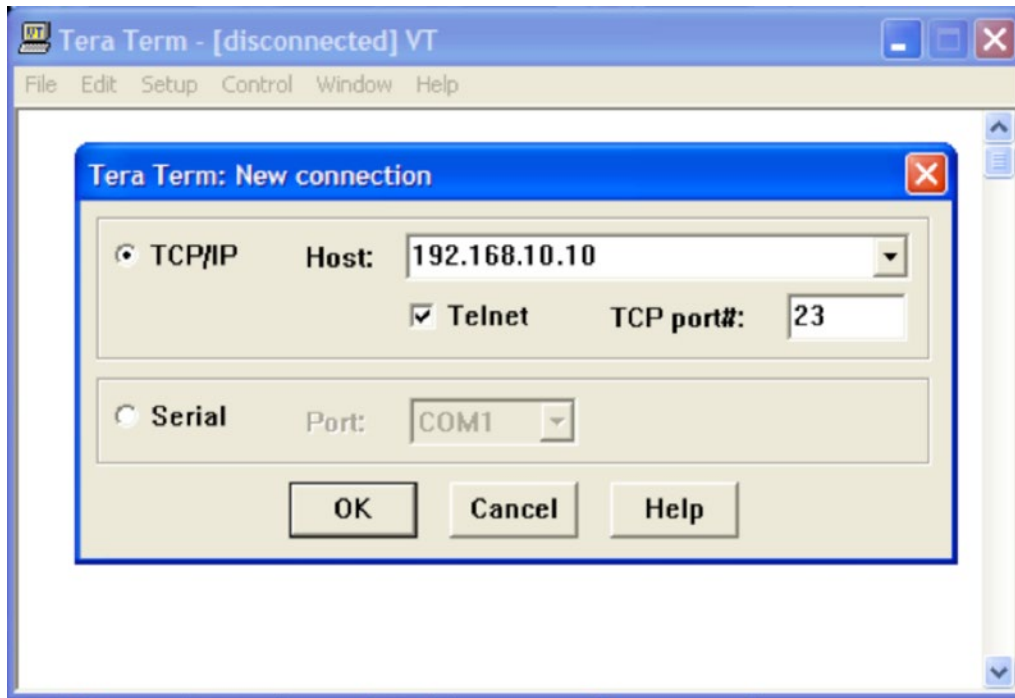 Tera Term - [disconnected] VT
File Edit Setup Control Window Help
Tera Term: New connection
TCP/IP Host: 192.168.10.10
Telnet TCP port#: 23
Serial Port: COM1
OK Cancel Help